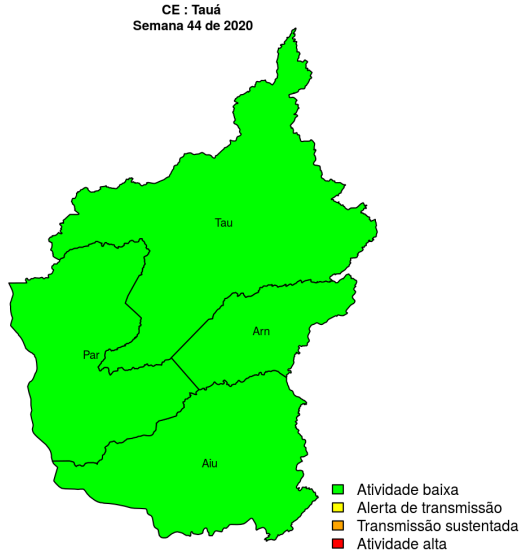 CE : Tauá
Semana 44 de 2020
Tau
Arn
Par
Aiu
Atividade baixa
Alerta de transmissão
Transmissão sustentada
Atividade alta